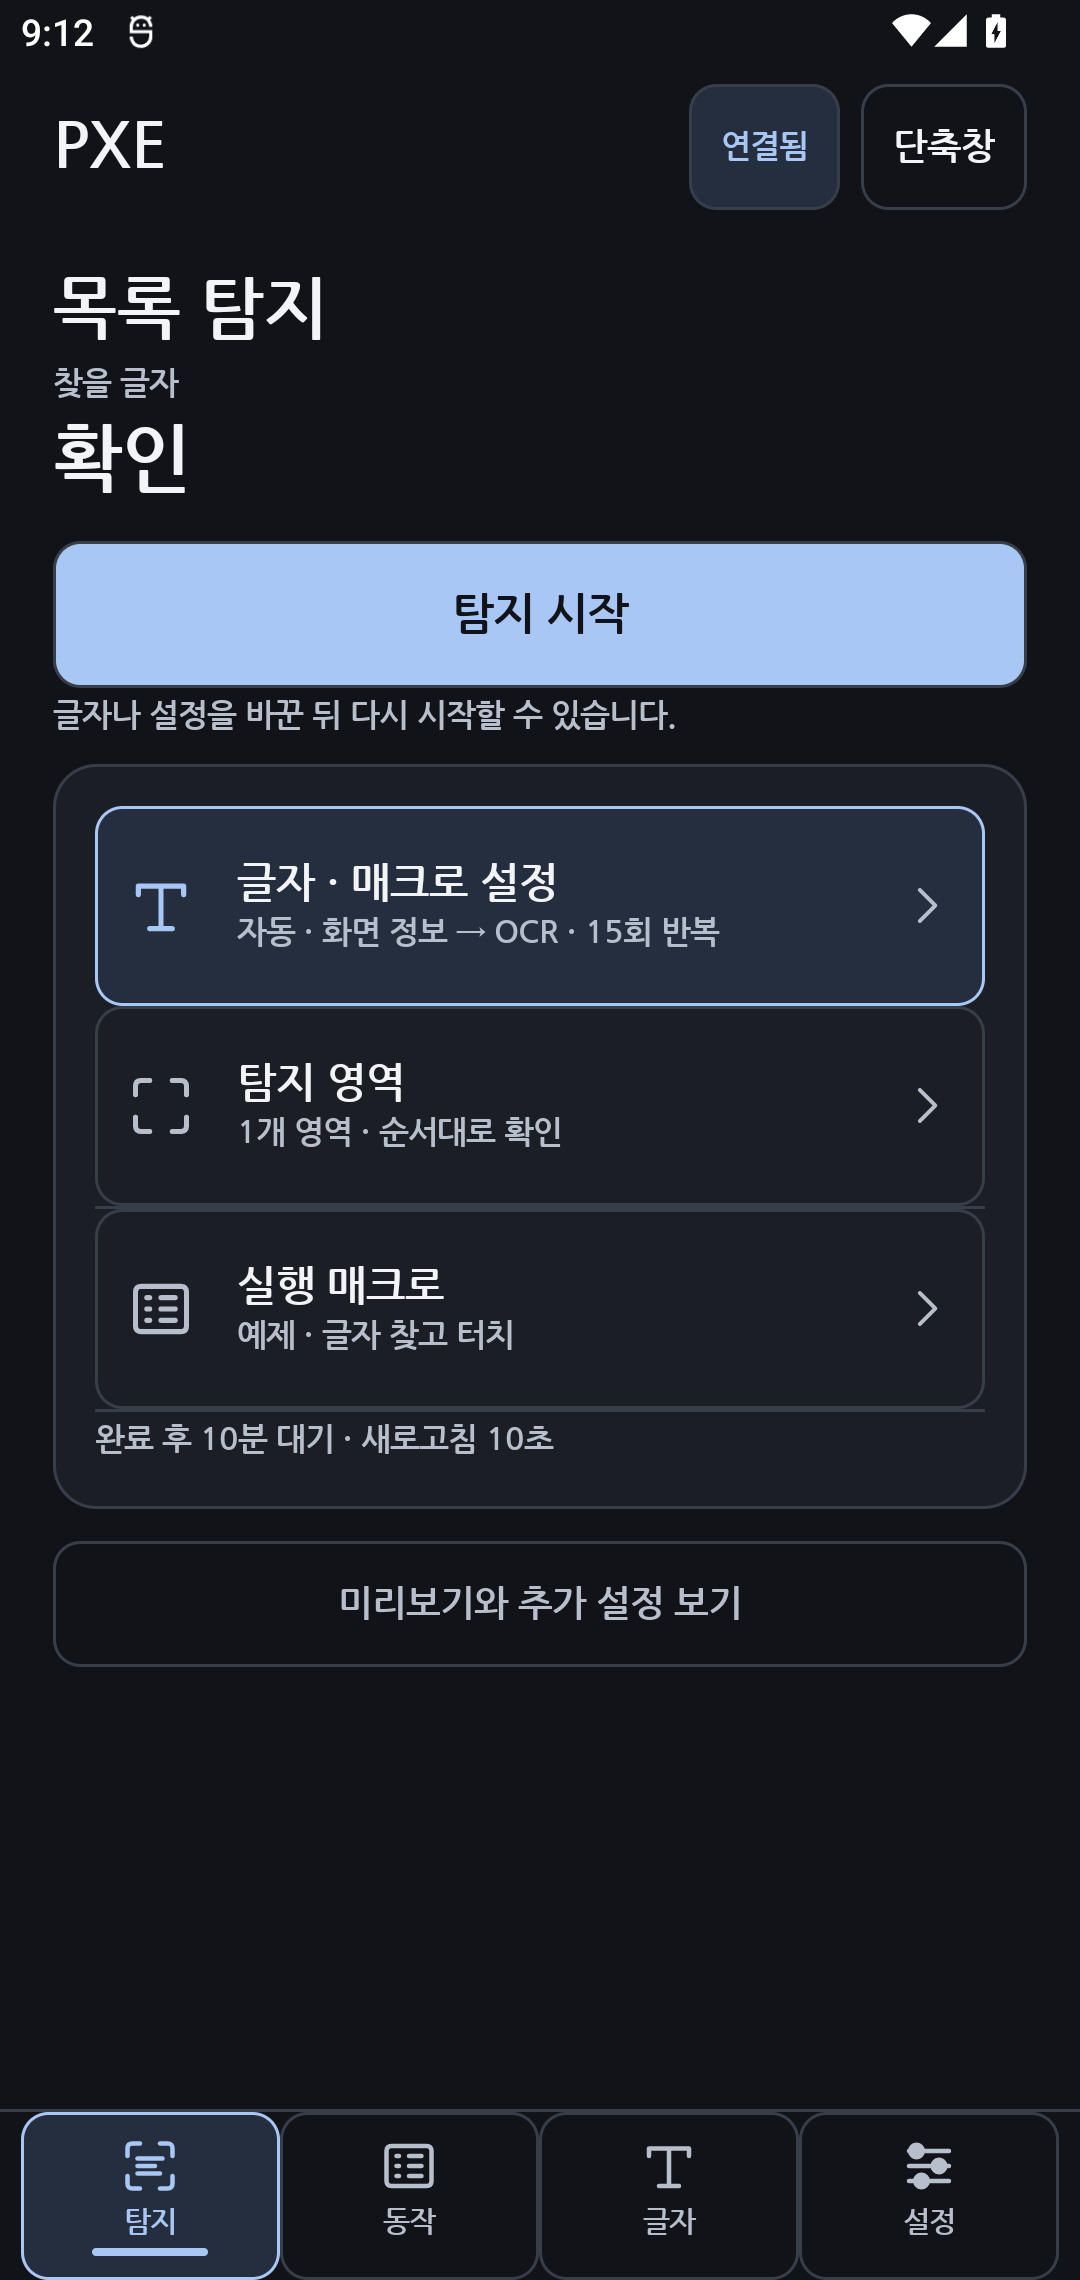 9:12
PXE
연결됨
단축창
목록 탐지
찾을 글자
확인
탐지 시작
글자나 설정을 바꾼 뒤 다시 시작할 수 있습니다.
글자 · 매크로 설정
자동 · 화면 정보 → OCR · 15회 반복
탐지 영역
1개 영역 · 순서대로 확인
실행 매크로
예제 · 글자 찾고 터치
완료 후 10분 대기 · 새로고침 10초
미리보기와 추가 설정 보기
탐지
동작
글자
설정